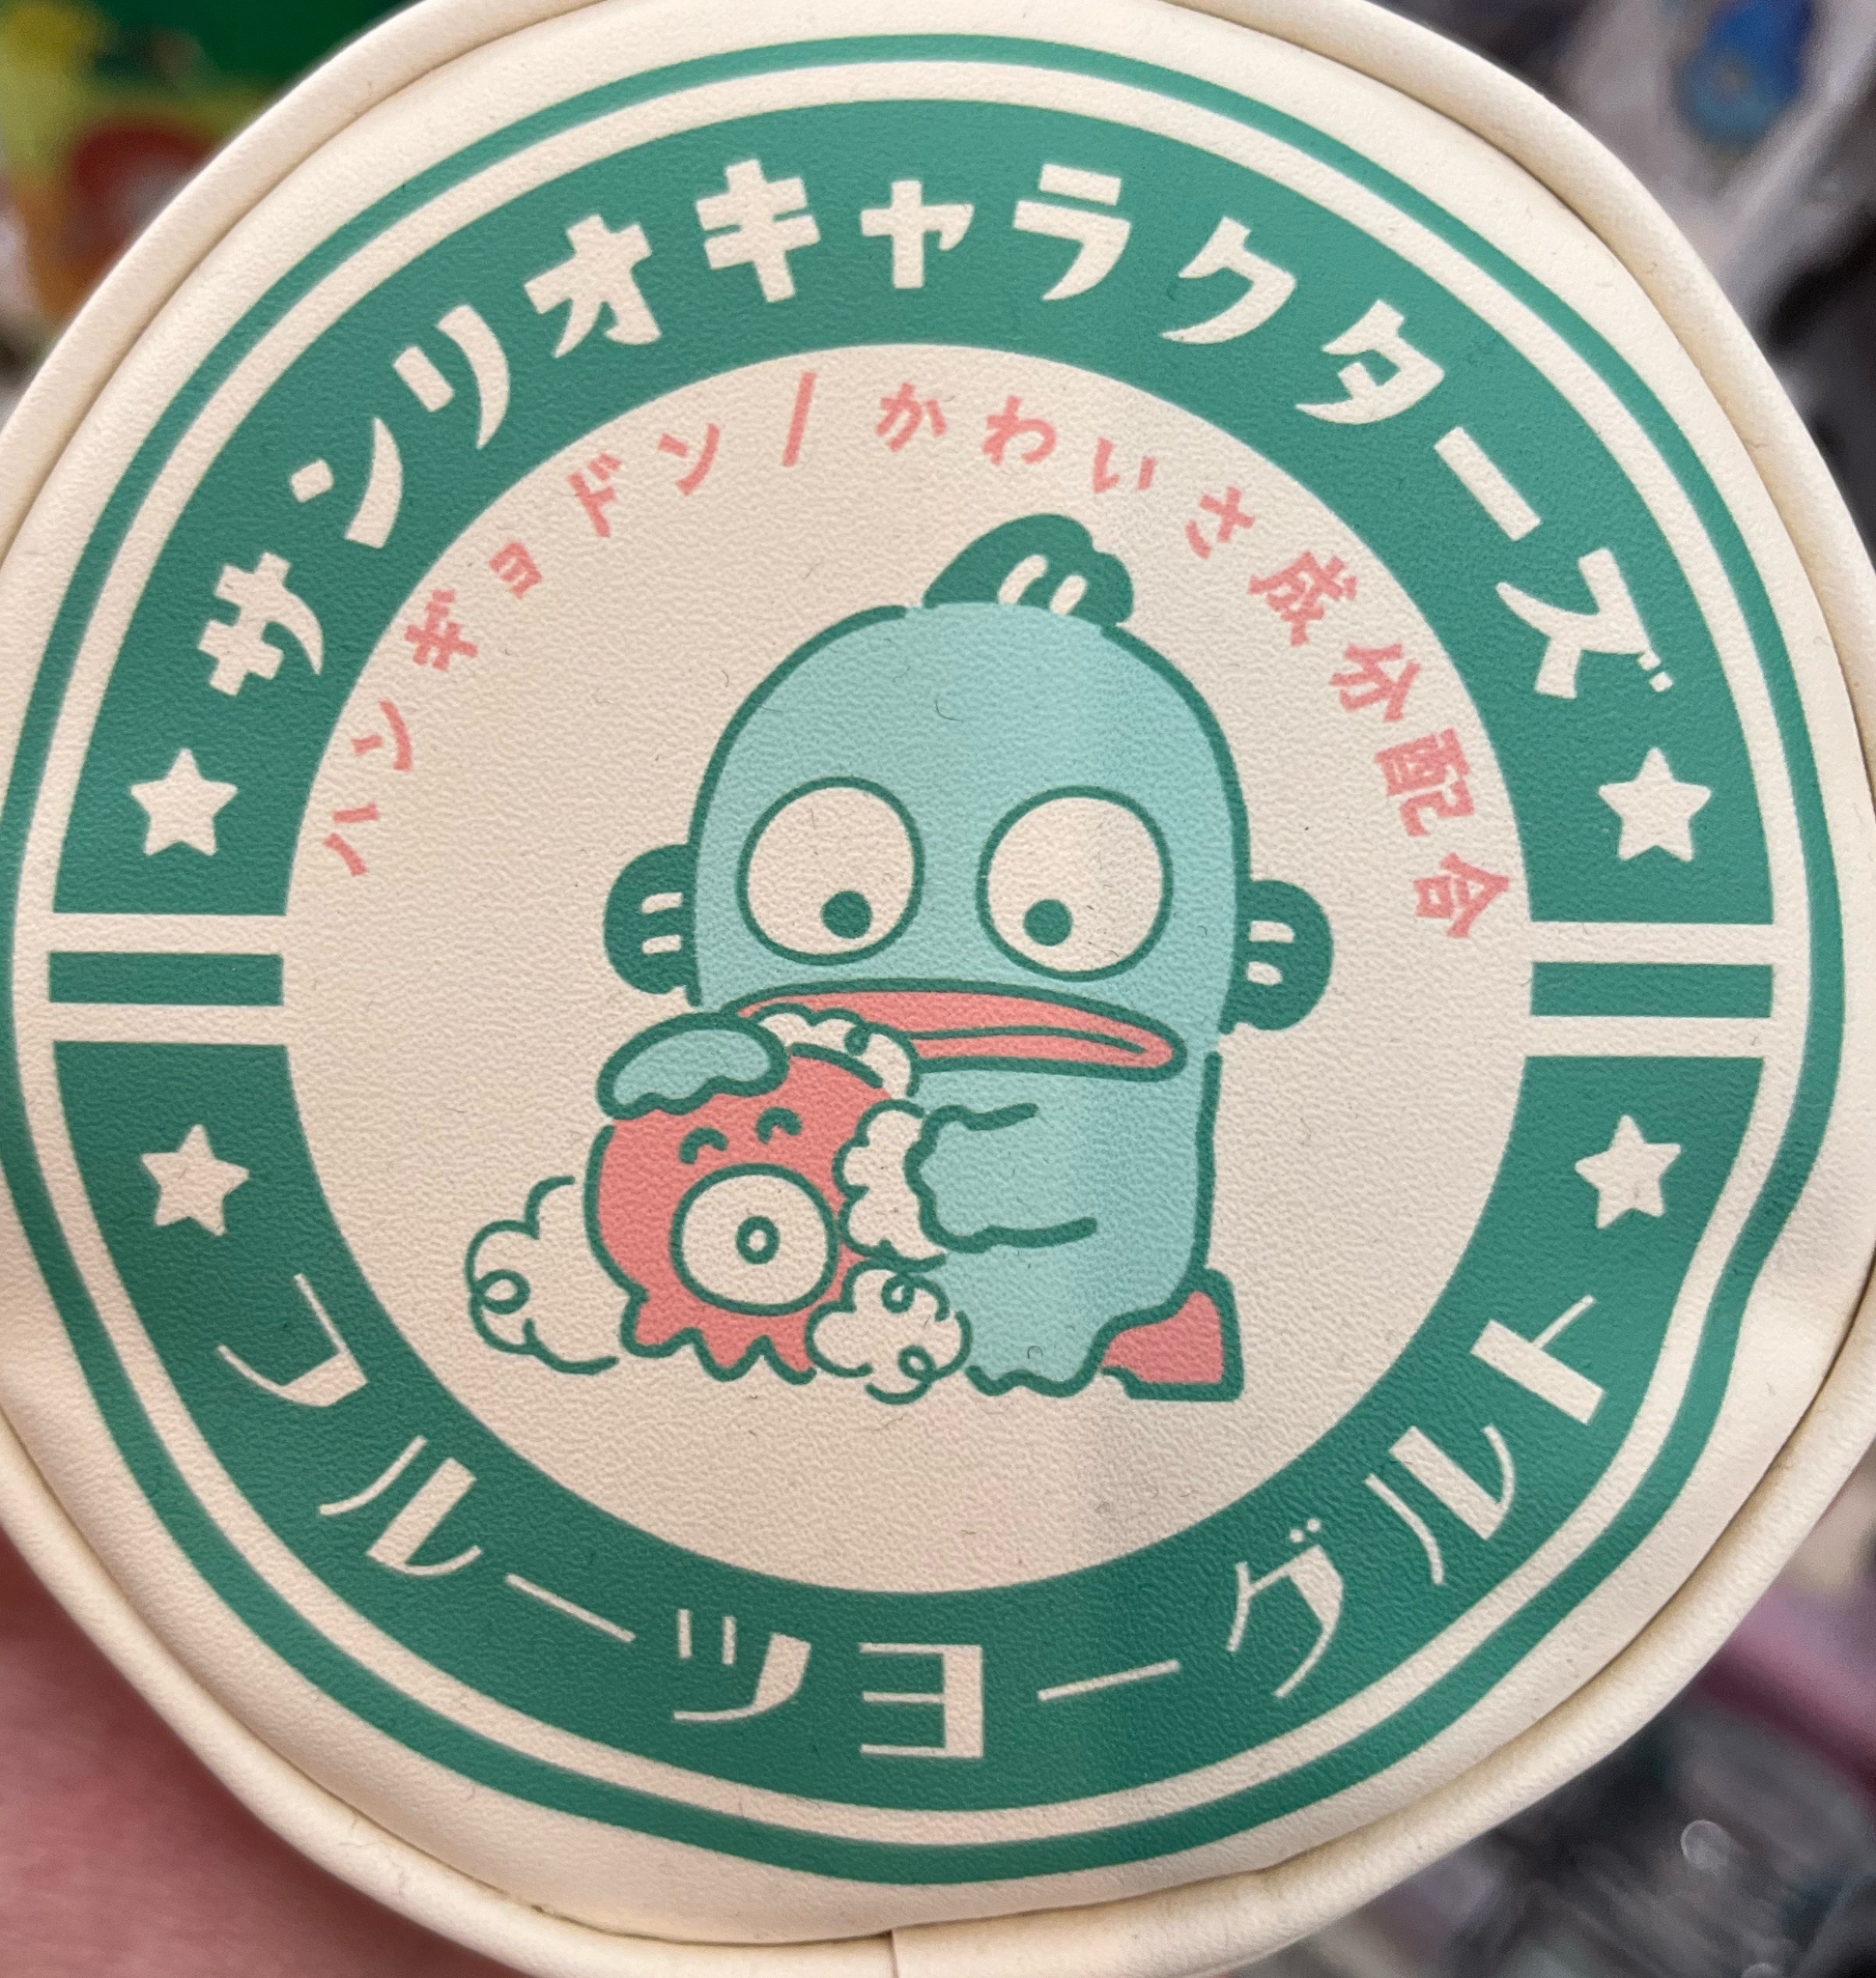 サンリオキャラクターズ
ハンギョドン/かわいさ成分配合
フルーツヨーグルト